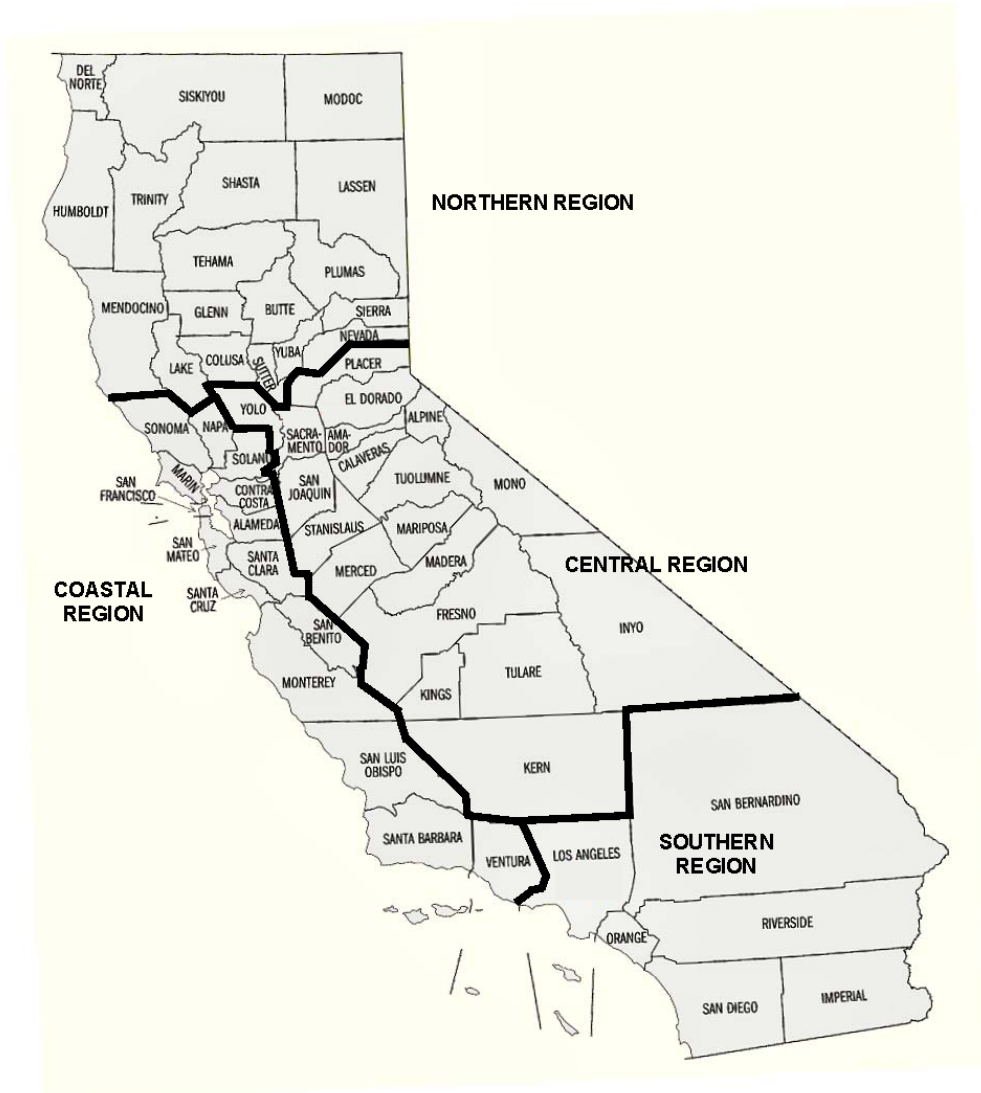 DEL
NORTE
SISKIYOU
MODOC
HUMBOLDT
TRINITY
SHASTA
LASSEN
NORTHERN REGION
TEHAMA
PLUMAS
MENDOCINO
GLENN
BUTTE
SIERRA
NEVADA
LAKE
COLUSA
SUTTER
YUBA
PLACER
SONOMA
NAPA
YOLO
EL DORADO
SACRA-
MENTO
AMA-
DOR
ALPINE
SOLANO
CALAVERAS
MARIN
SAN
FRANCISCO
CONTRA
COSTA
SAN
JOAQUIN
TUOLUMNE
MONO
ALAMEDA
STANISLAUS
MARIPOSA
SAN
MATEO
SANTA
CLARA
MERCED
MADERA
CENTRAL REGION
COASTAL
REGION
SANTA
CRUZ
SAN
BENITO
FRESNO
INYO
MONTEREY
KINGS
TULARE
SAN LUIS
OBISPO
KERN
SAN BERNARDINO
SANTA BARBARA
VENTURA
LOS ANGELES
SOUTHERN
REGION
ORANGE
RIVERSIDE
SAN DIEGO
IMPERIAL